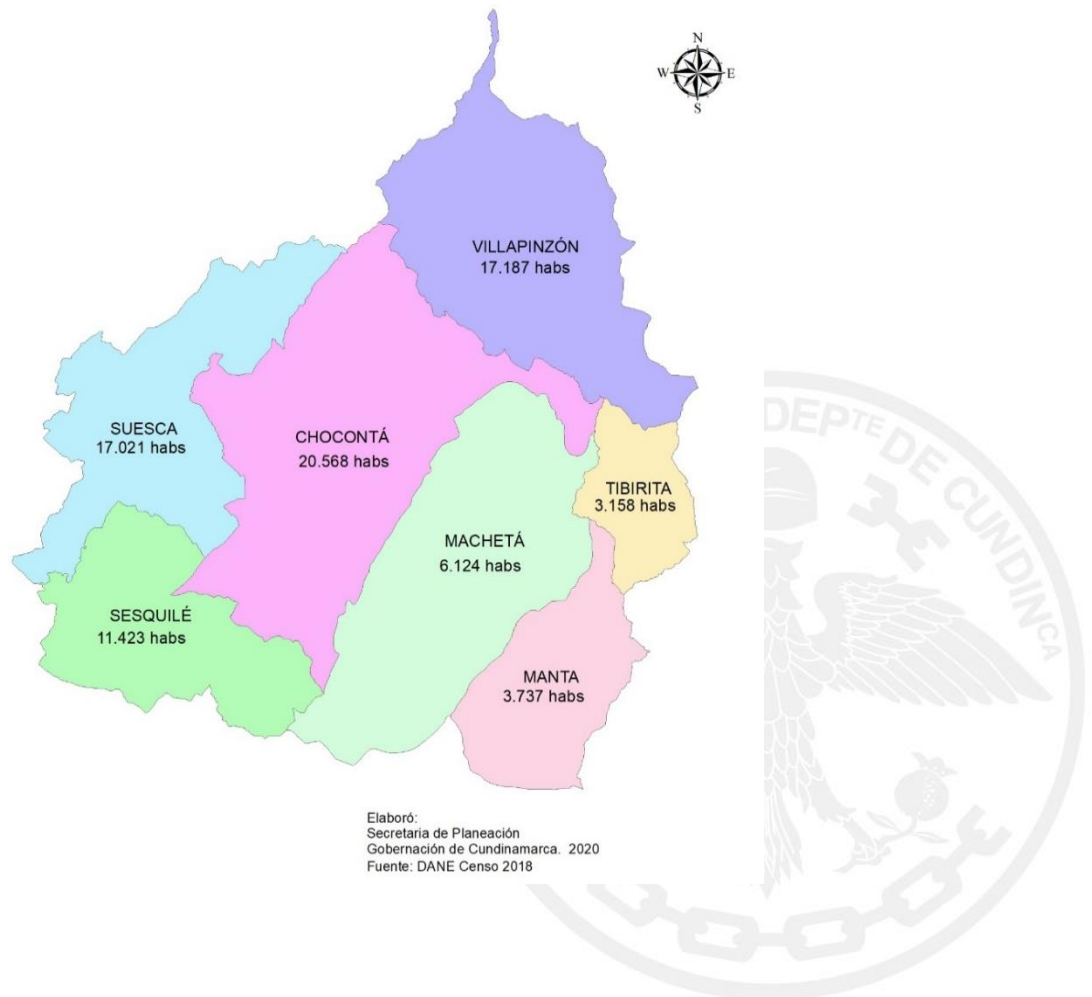 N
W E
S
VILLAPINZÓN
17.187 habs
SUESCA
17.021 habs
CHOCONTÁ
20.568 habs
TIBIRITA
3.158 habs
MACHETÁ
6.124 habs
SESQUILÉ
11.423 habs
MANTA
3.737 habs
DEPTE DE CUNDINCA
Elaboró:
Secretaria de Planeación
Gobernación de Cundinamarca. 2020
Fuente: DANE Censo 2018